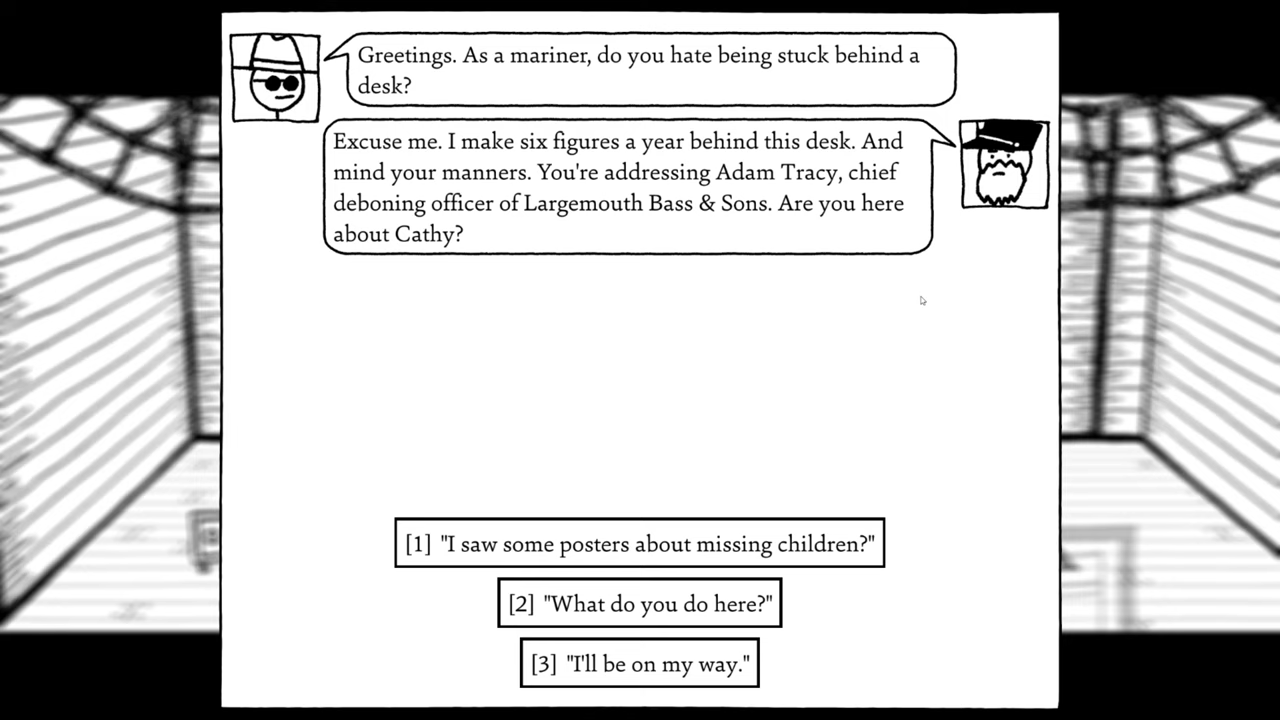 Greetings. As a mariner, do you hate being stuck behind a
desk?
Excuse me. I make six figures a year behind this desk. And
mind your manners. You're addressing Adam Tracy, chief
deboning officer of Largemouth Bass & Sons. Are you here
about Cathy?
[1] "I saw some posters about missing children?"
[2] "What do you do here?"
[3] "I'll be on my way."